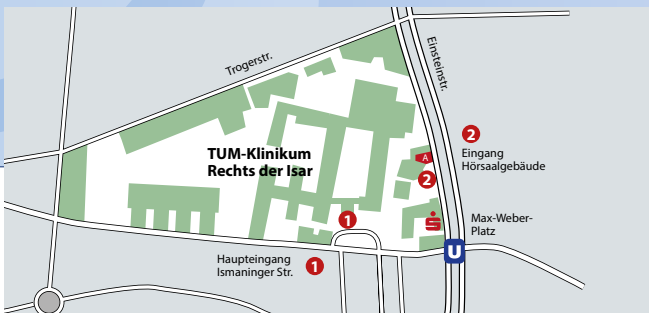 Trogerstr.
Einsteinstr.
2
Eingang
Hörsaalgebäude
TUM-Klinikum
Rechts der Isar
A
2
1
S
Max-Weber-
Platz
U
Haupteingang
Ismaninger Str.
1